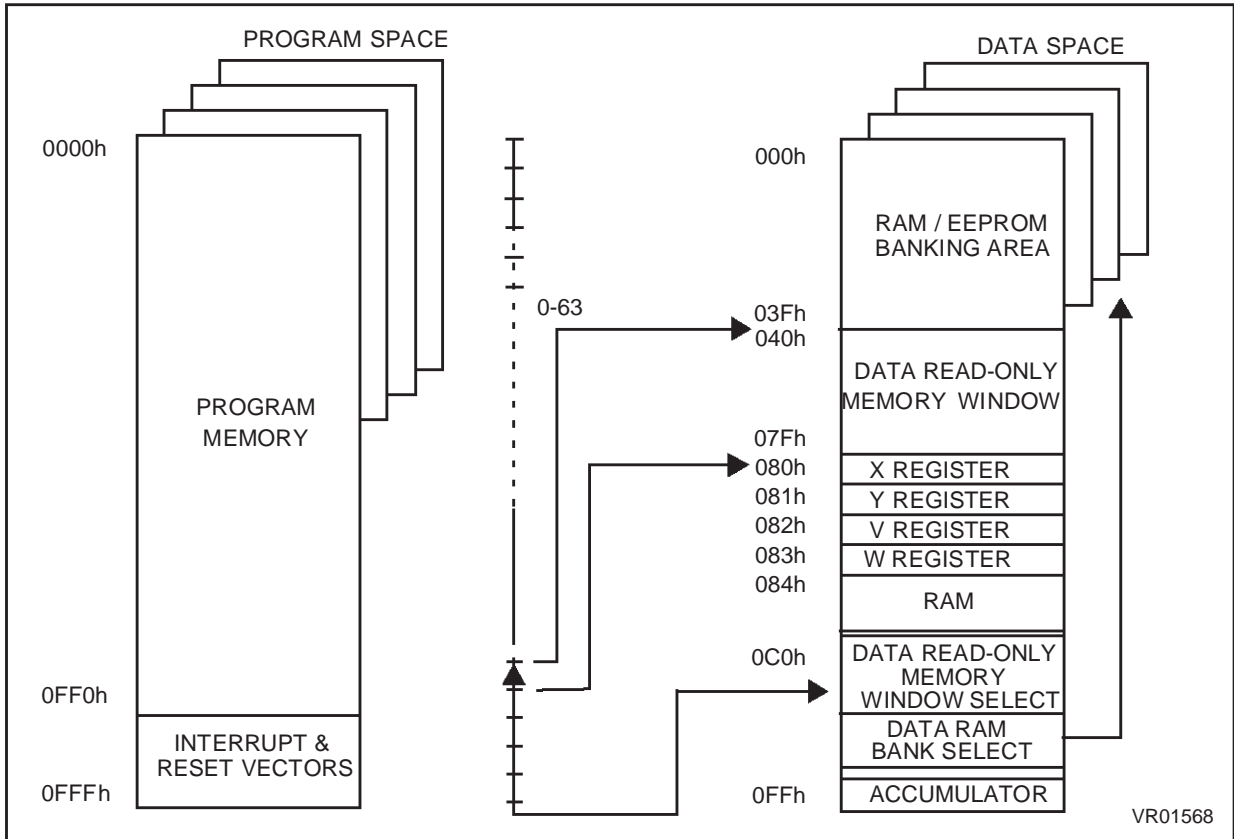 PROGRAM SPACE
0000h
PROGRAM
MEMORY
0FF0h
INTERRUPT &
RESET VECTORS
0FFFh
0-63
DATA SPACE
000h
RAM / EEPROM
BANKING AREA
03Fh
040h
DATA READ-ONLY
MEMORY WINDOW
07Fh
080h
X REGISTER
081h
Y REGISTER
082h
V REGISTER
083h
W REGISTER
084h
RAM
0C0h
DATA READ-ONLY
MEMORY
WINDOW SELECT
DATA RAM
BANK SELECT
0FFh
ACCUMULATOR
VR01568